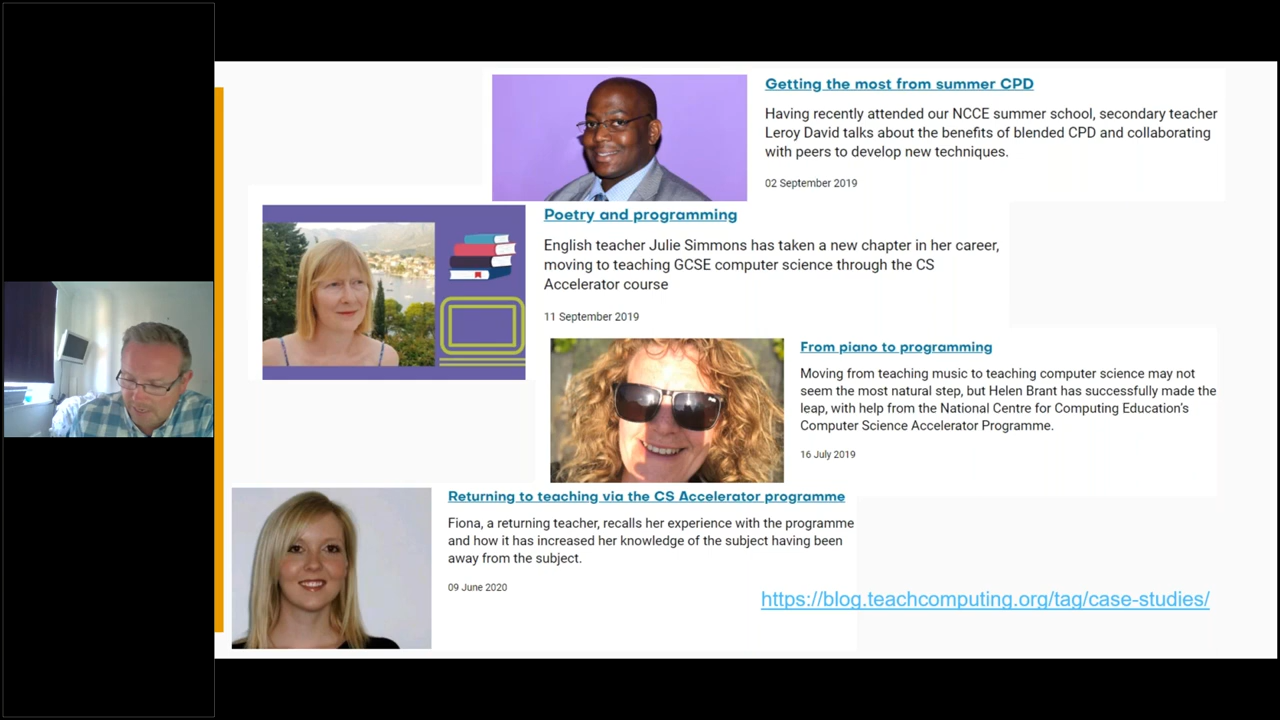 Getting the most from summer CPD
Having recently attended our NCCE summer school, secondary teacher
Leroy David talks about the benefits of blended CPD and collaborating
with peers to develop new techniques.
02 September 2019
Poetry and programming
English teacher Julie Simmons has taken a new chapter in her career,
moving to teaching GCSE computer science through the CS
Accelerator course
11 September 2019
From piano to programming
Moving from teaching music to teaching computer science may not
seem the most natural step, but Helen Brant has successfully made the
leap, with help from the National Centre for Computing Education's
Computer Science Accelerator Programme.
16 July 2019
Returning to teaching via the CS Accelerator programme
Fiona, a returning teacher, recalls her experience with the programme
and how it has increased her knowledge of the subject having been
away from the subject.
09 June 2020
https://blog.teachcomputing.org/tag/case-studies/